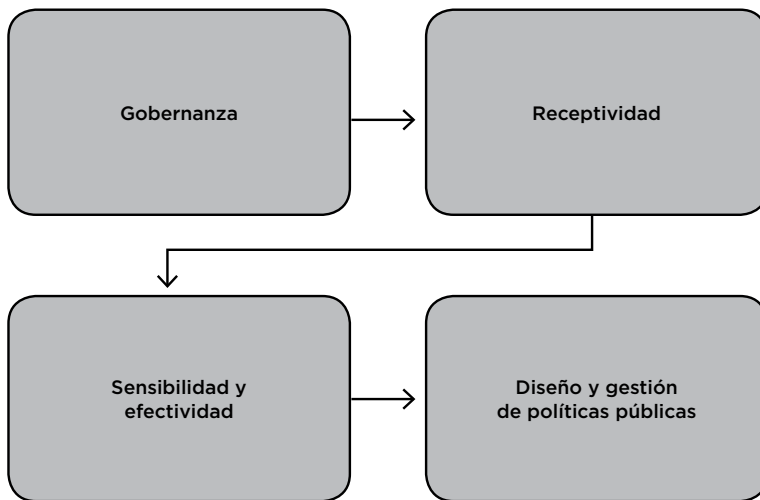 Gobernanza
Receptividad
Sensibilidad y
efectividad
Diseño y gestión
de políticas públicas